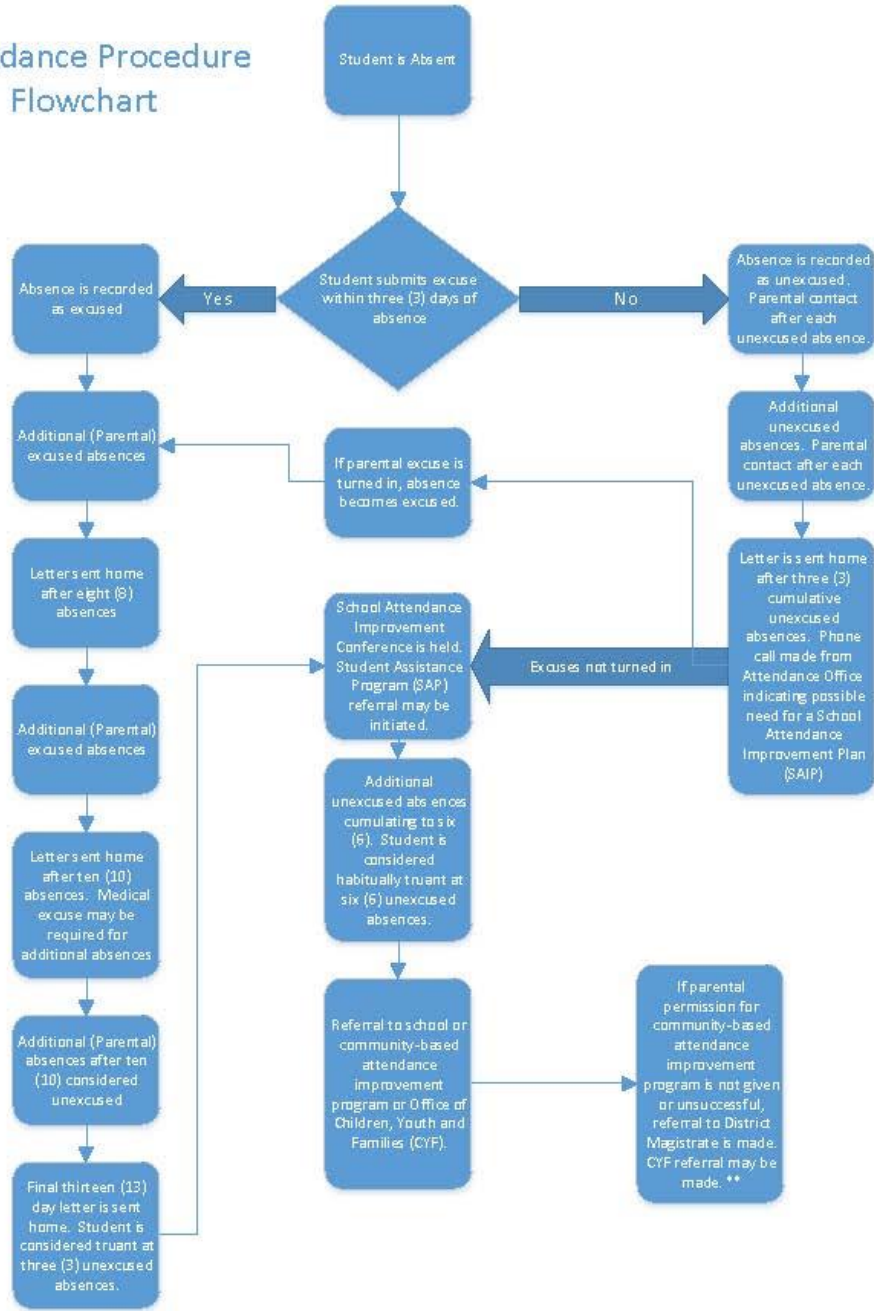 dance Procedure
Flowchart
Student is Absent
Student submits excuse
within three (3) days of
absence
Yes
No
Absence is recorded
as excused
Additional (Parental)
excused absences
Letter sent home
after eight (8)
absences
Additional (Parental)
excused absences
Letter sent home
after ten (10)
absences. Medical
excuse may be
required for
additional absences
Additional (Parental)
absences after ten
(10) considered
unexcused
Final thirteen (13)
day letter is sent
home. Student is
considered truant at
three (3) unexcused
absences.
Absence is recorded
as unexcused.
Parental contact
after each
unexcused absence.
Additional
unexcused
absences. Parental
contact after each
unexcused absence.
Letter is sent home
after three (3)
cumulative
unexcused
absences. Phone
call made from
Attendance Office
indicating possible
need for a School
Attendance
Improvement Plan
(SAIP)
If parental excuse is
turned in, absence
becomes excused.
Excuses not turned in
School Attendance
Improvement
Conference is held.
Student Assistance
Program (SAP)
referral may be
initiated.
Additional
unexcused absences
cumulating to six
(6). Student is
considered
habitually truant at
six (6) unexcused
absences.
Referral to school or
community-based
attendance
improvement
program or Office of
Children, Youth and
Families (CYF).
If parental
permission for
community-based
attendance
improvement
program is not given
or unsuccessful,
referral to District
Magistrate is made.
CYF referral may be
made. **